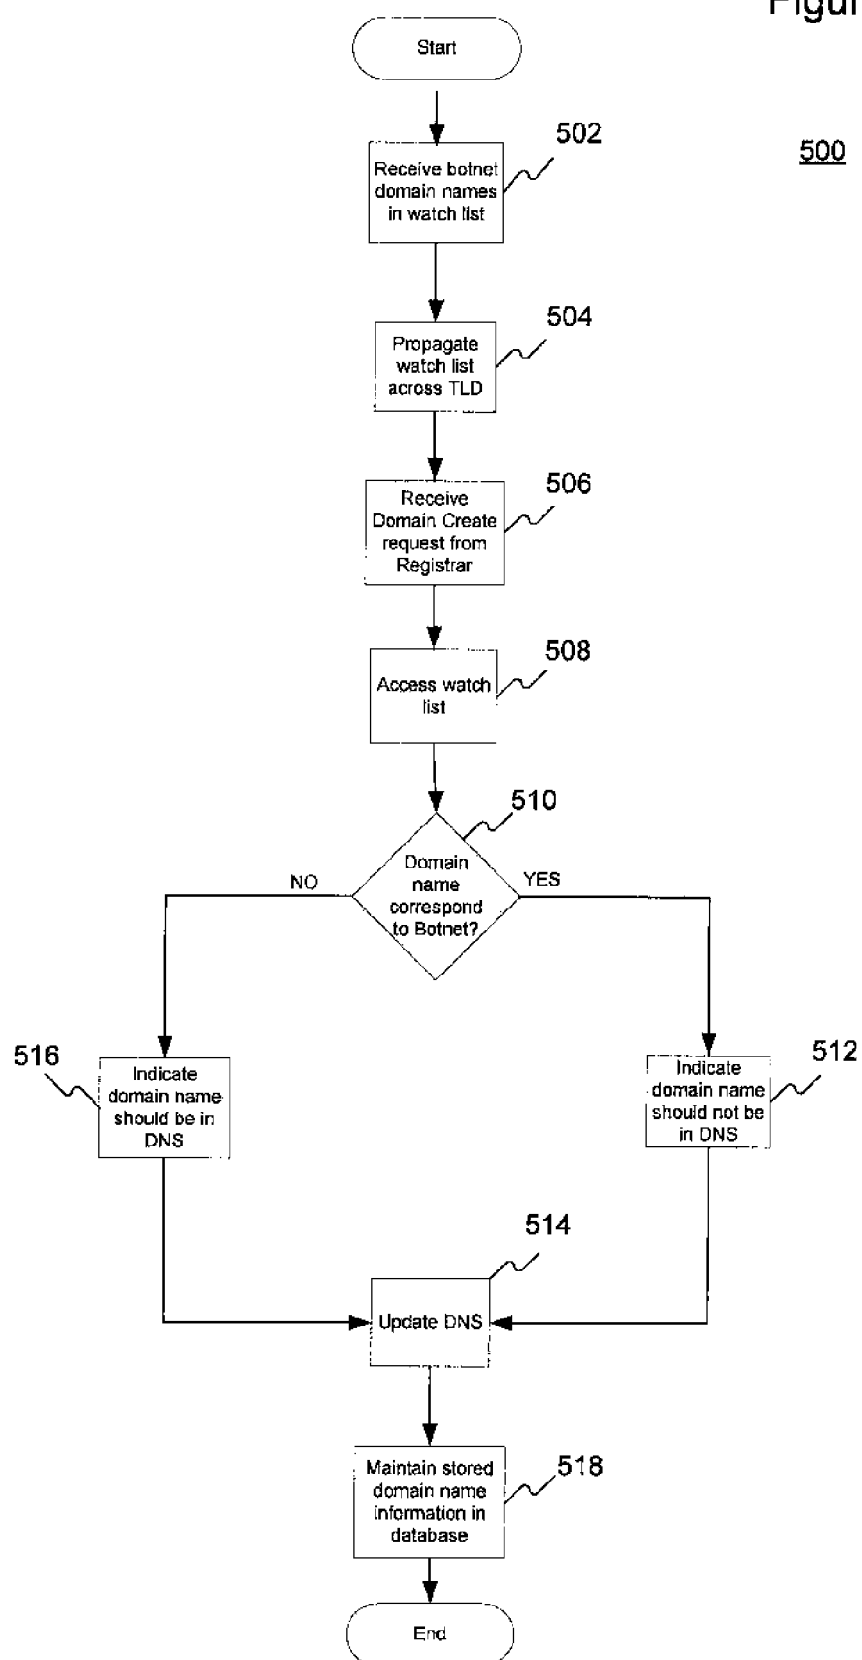 Figur
Start
502
500
Receive botnet
domain names
in watch list
504
Propagate
watch list
across TLD
506
Receive
Domain Create
request from
Registrar
508
Access watch
list
510
Domain
name
correspond
to Botnet?
NO
YES
516
Indicate
domain name
should be in
DNS
512
Indicate
domain name
should not be
in DNS
514
Update DNS
518
Maintain stored
domain name
information in
database
End